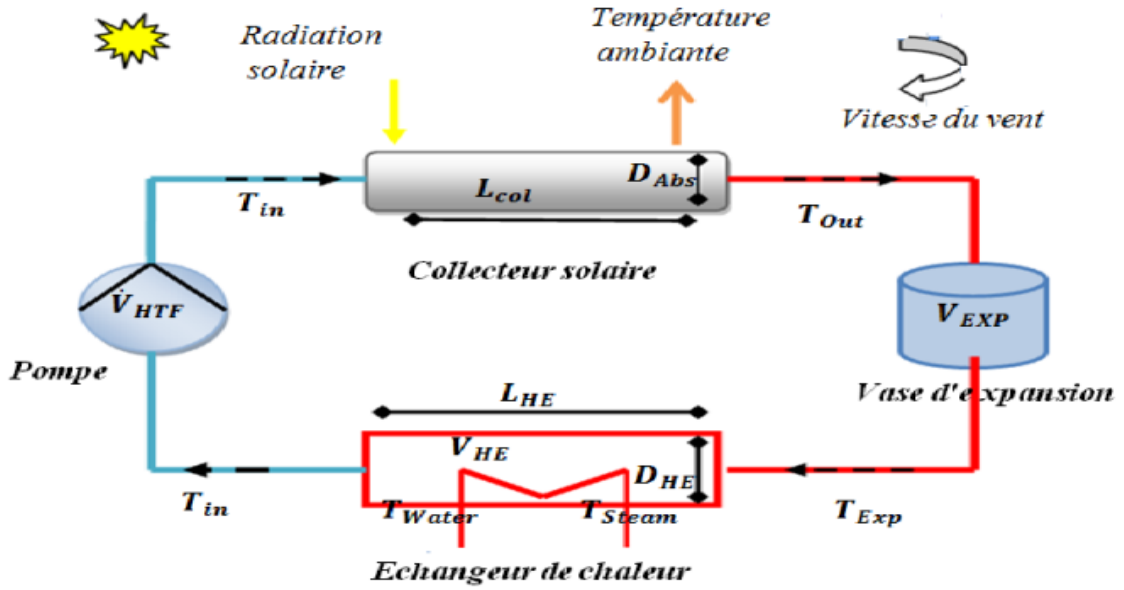 Radiation
solaire
Température
ambiante
Vitesse du vent
T_in
L_col
D_Abs
T_Out
Collecteur solaire
V̇_HTF
V_EXP
Pompe
Vase d'expansion
L_HE
V_HE
D_HE
T_in
T_Water
T_Steam
T_Exp
Echangeur de chaleur